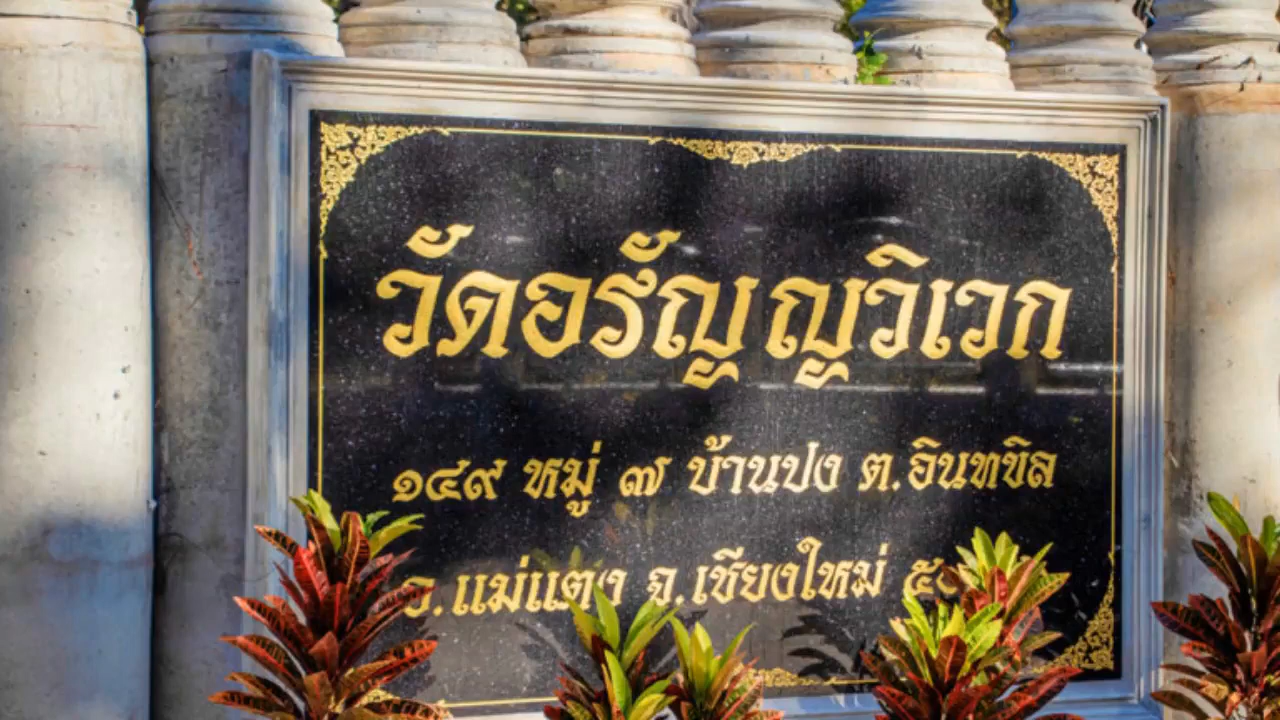 วัดอรัญญวิเวก
๑๔๙ หมู่ ๗ บ้านปง ต.อินทขิล
อ.แม่แตง จ.เชียงใหม่